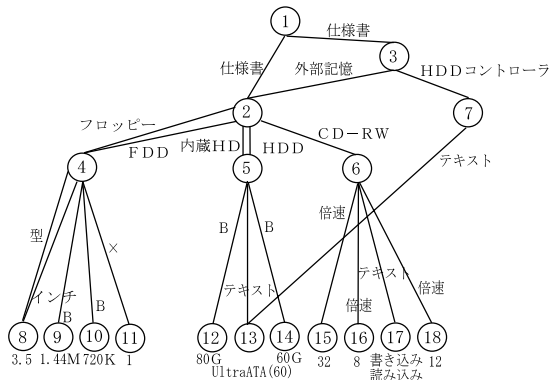 1
仕様書
3
仕様書
外部記憶
HDDコントローラ
2
7
フロッピー
FDD
内蔵HD
HDD
CD-RW
4
5
6
テキスト
型
×
B
B
倍速
インチ
B
B
テキスト
テキスト
倍速
倍速
8
9
10
11
12
13
14
15
16
17
18
3.5
1.44M
720K
1
80G
60G
32
8
書き込み
12
UltraATA(60)
読み込み